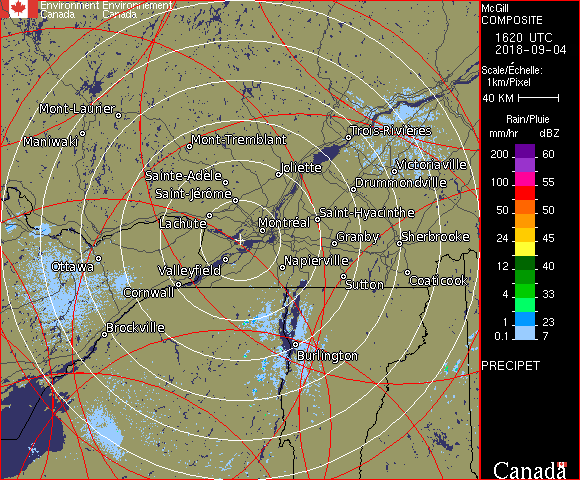 Environment Environnement
Canada Canada
Mont-Laurier
Maniwaki
Mont-Tremblant
Trois-Rivières
Sainte-Adèle
Joliette
Victoriaville
Saint-Jérôme
Drummondville
Lachute
Montréal
Saint-Hyacinthe
Granby
Sherbrooke
Ottawa
Valleyfield
Napierville
Cornwall
Sutton
Coaticook
Brockville
Burlington
McGill
COMPOSITE
1620 UTC
2018-09-04
Scale/Échelle:
1km/Pixel
40 KM
Rain/Pluie
mm/hr dBZ
200 60
100 55
50 50
24 45
12 40
4 33
1 23
0.1 7
PRECIPET
Canada